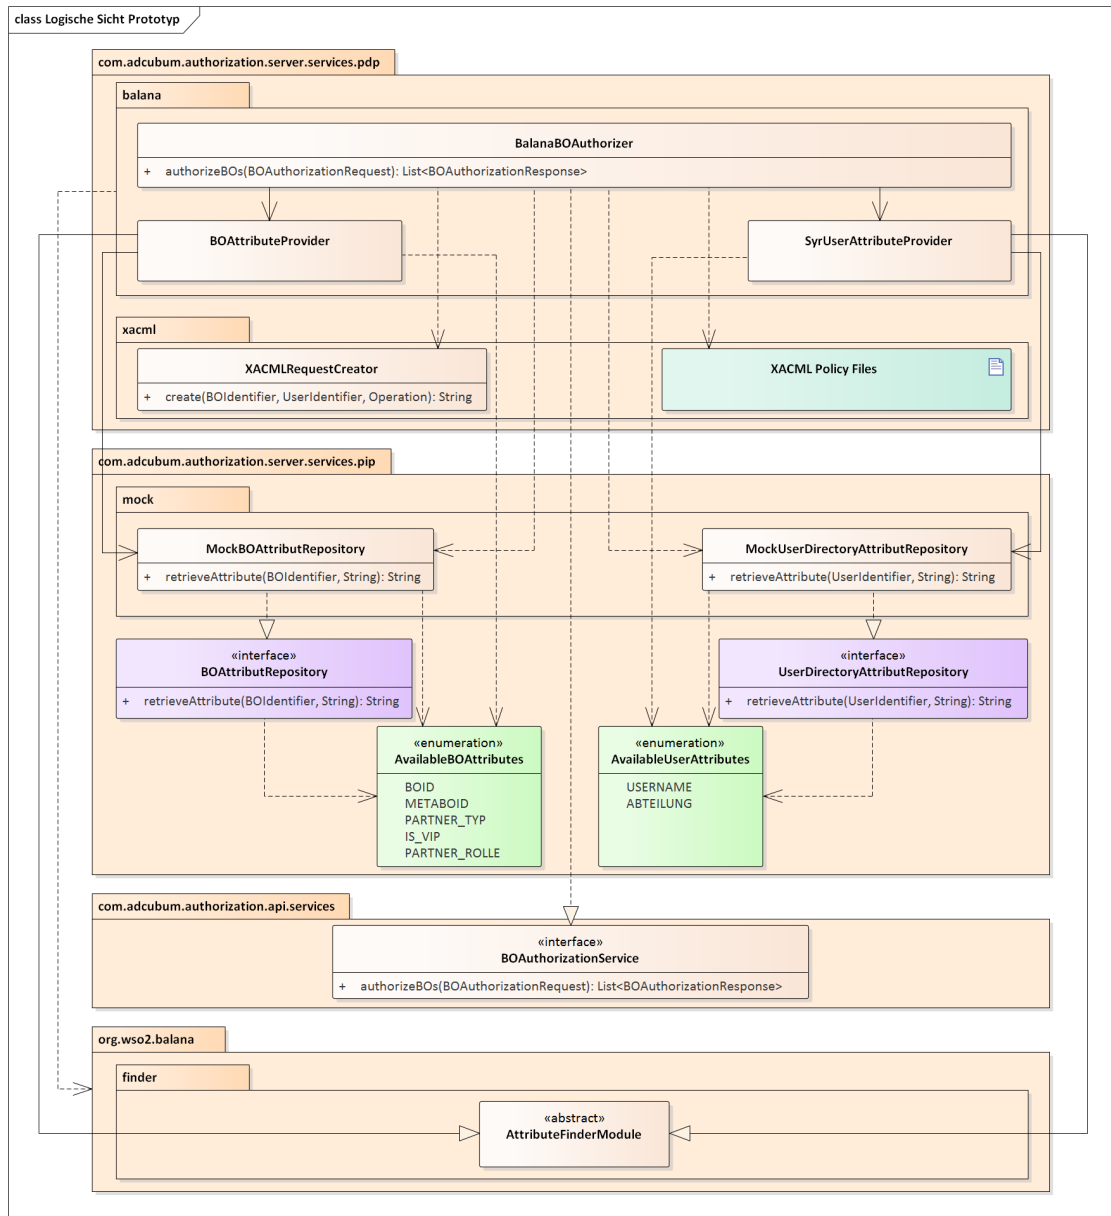 class Logische Sicht Prototyp
com.adcubum.authorization.server.services.pdp
balana
BalanaBOAuthorizer
+ authorizeBOs(BOAuthorizationRequest): List<BOAuthorizationResponse>
BOAttributeProvider
SyrUserAttributeProvider
xacml
XACMLRequestCreator
+ create(BOIdentifier, UserIdentifier, Operation): String
XACML Policy Files
com.adcubum.authorization.server.services.pip
mock
MockBOAttributRepository
+ retrieveAttribute(BOIdentifier, String): String
MockUserDirectoryAttributRepository
+ retrieveAttribute(UserIdentifier, String): String
«interface»
BOAttributRepository
+ retrieveAttribute(BOIdentifier, String): String
«interface»
UserDirectoryAttributRepository
+ retrieveAttribute(UserIdentifier, String): String
«enumeration»
AvailableBOAttributes
BOID
METABOID
PARTNER_TYP
IS_VIP
PARTNER_ROLLE
«enumeration»
AvailableUserAttributes
USERNAME
ABTEILUNG
com.adcubum.authorization.api.services
«interface»
BOAuthorizationService
+ authorizeBOs(BOAuthorizationRequest): List<BOAuthorizationResponse>
org.wso2.balana
finder
«abstract»
AttributeFinderModule